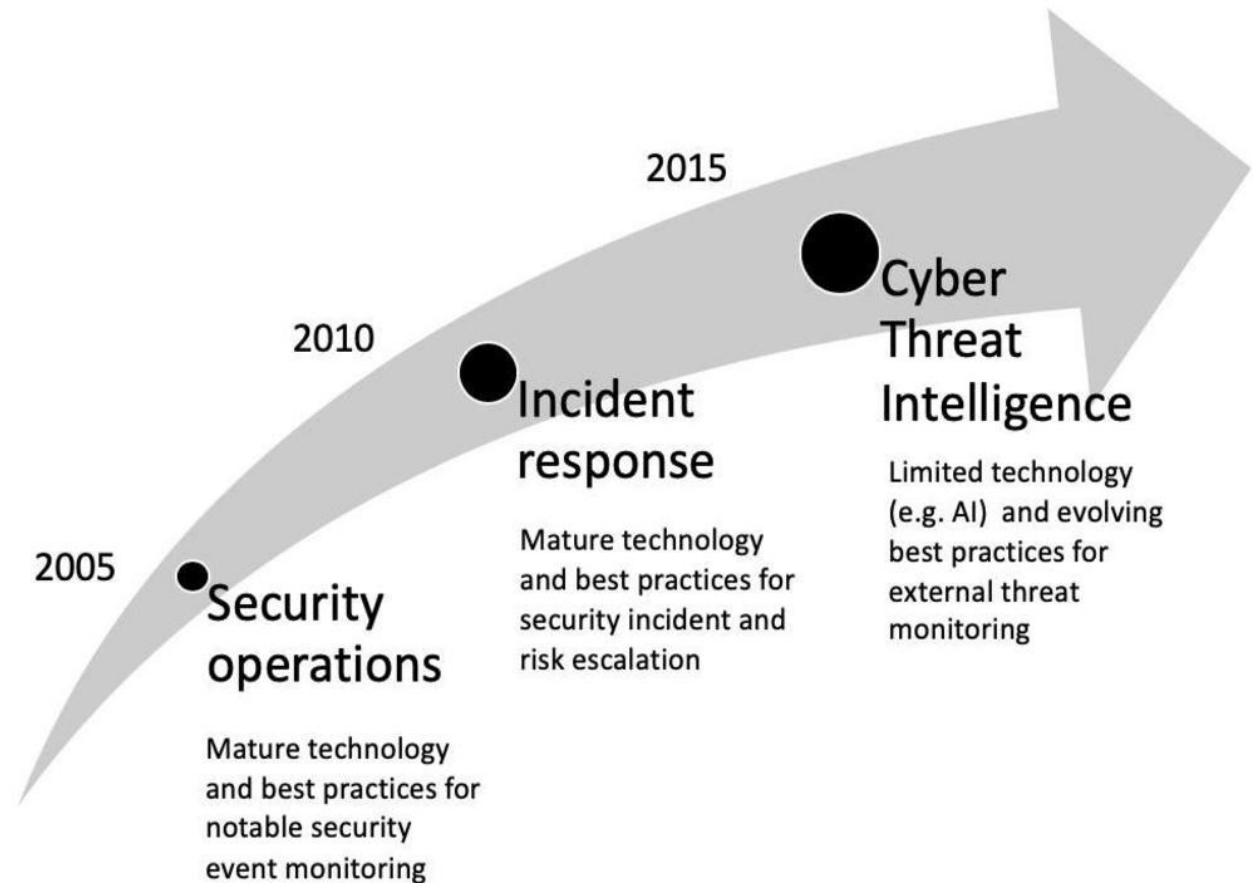 2005
Security
operations
Mature technology
and best practices for
notable security
event monitoring
2010
Incident
response
Mature technology
and best practices for
security incident and
risk escalation
2015
Cyber
Threat
Intelligence
Limited technology
(e.g. AI) and evolving
best practices for
external threat
monitoring